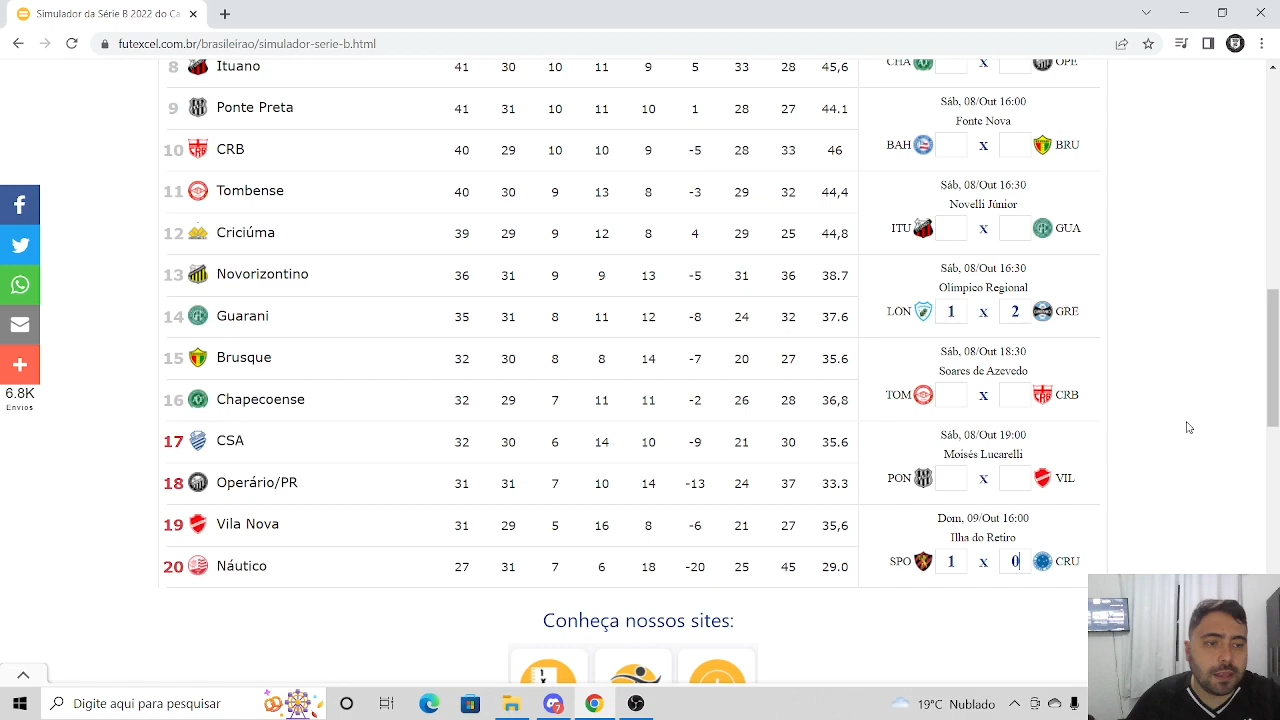 Simulador da Série B 2022 do Fu
futexcel.com.br/brasileirao/simulador-serie-b.html
8 Ituano 41 30 10 11 9 5 33 28 45,6
9 Ponte Preta 41 31 10 11 10 1 28 27 44.1
10 CRB 40 29 10 10 9 -5 28 33 46
11 Tombense 40 30 9 13 8 -3 29 32 44,4
12 Criciúma 39 29 9 12 8 4 29 25 44,8
13 Novorizontino 36 31 9 9 13 -5 31 36 38.7
14 Guarani 35 31 8 11 12 -8 24 32 37.6
15 Brusque 32 30 8 8 14 -7 20 27 35.6
16 Chapecoense 32 29 7 11 11 -2 26 28 36,8
17 CSA 32 30 6 14 10 -9 21 30 35.6
18 Operário/PR 31 31 7 10 14 -13 24 37 33.3
19 Vila Nova 31 29 5 16 8 -6 21 27 35,6
20 Náutico 27 31 7 6 18 -20 25 45 29.0
CHA x OPE
Sáb, 08/Out 16:00
Fonte Nova
BAH x BRU
Sáb, 08/Out 16:30
Novelli Júnior
ITU x GUA
Sáb, 08/Out 16:30
Olímpico Regional
LON 1 x 2 GRE
Sáb, 08/Out 18:30
Soares de Azevedo
TOM x CRB
Sáb, 08/Out 19:00
Moisés Lucarelli
PON x VIL
Dom, 09/Out 16:00
Ilha do Retiro
SPO 1 x 0 CRU
6.8K
Envios
Conheça nossos sites:
Digite aqui para pesquisar
19°C Nublado